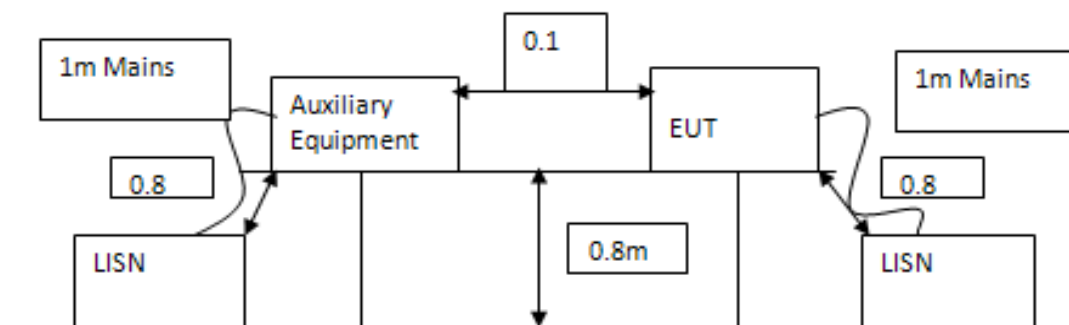 0.1
1m Mains
1m Mains
Auxiliary
Equipment
EUT
0.8
0.8
0.8m
LISN
LISN